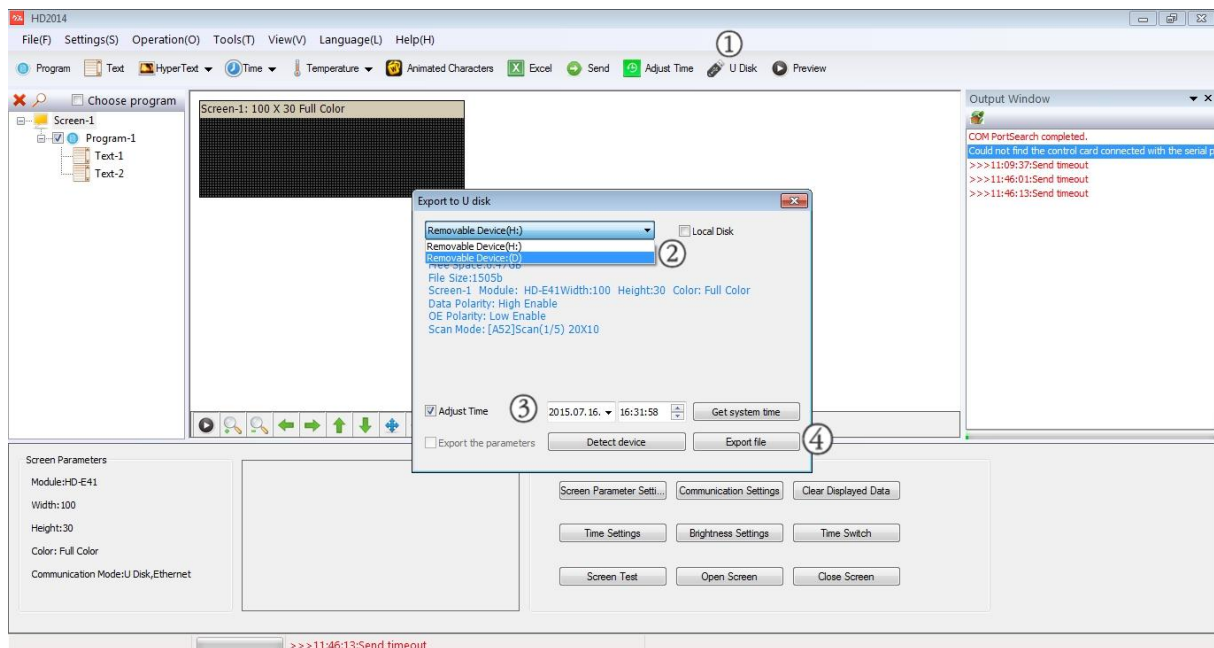 HD2014
File(F) Settings(S) Operation(O) Tools(T) View(V) Language(L) Help(H)
①
Program Text HyperText Time Temperature Animated Characters Excel Send Adjust Time U Disk Preview
Choose program
Screen-1
Program-1
Text-1
Text-2
Screen-1: 100 X 30 Full Color
Output Window
COM PortSearch completed.
Could not find the control card connected with the serial p
>>>11:09:37:Send timeout
>>>11:46:01:Send timeout
>>>11:46:13:Send timeout
Export to U disk
Removable Device(H:) Local Disk
Removable Device(H:)
Removable Device:(D)
②
Free Space:6.47GB
File Size:1505b
Screen-1 Module: HD-E41Width:100 Height:30 Color: Full Color
Data Polarity: High Enable
OE Polarity: Low Enable
Scan Mode: [A52]Scan(1/5) 20X10
Adjust Time ③ 2015.07.16. 16:31:58 Get system time
Export the parameters Detect device Export file ④
Screen Parameters
Module:HD-E41
Width:100
Height:30
Color: Full Color
Communication Mode:U Disk,Ethernet
Screen Parameter Setti... Communication Settings Clear Displayed Data
Time Settings Brightness Settings Time Switch
Screen Test Open Screen Close Screen
>>>11:46:13:Send timeout